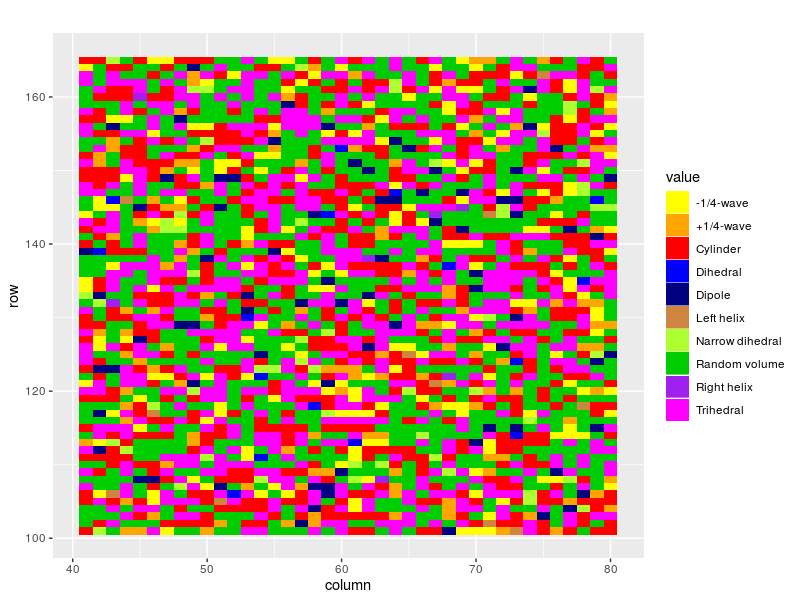 160
140
120
100
row
40
50
60
70
80
column
value
-1/4-wave
+1/4-wave
Cylinder
Dihedral
Dipole
Left helix
Narrow dihedral
Random volume
Right helix
Trihedral